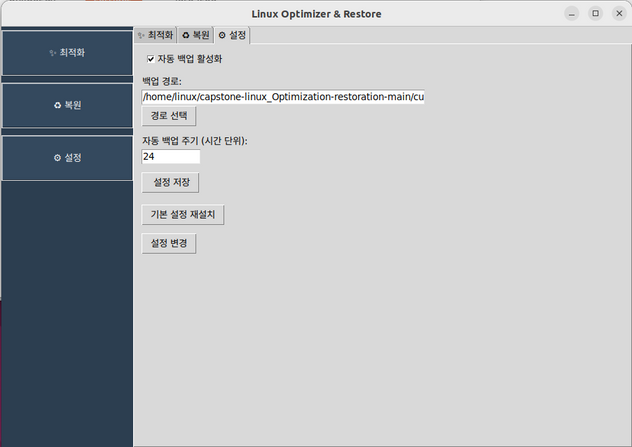 Linux Optimizer & Restore
✨ 최적화
♻ 복원
⚙ 설정
✨ 최적화 ♻ 복원 ⚙ 설정
자동 백업 활성화
백업 경로:
/home/linux/capstone-linux_Optimization-restoration-main/cu
경로 선택
자동 백업 주기 (시간 단위):
24
설정 저장
기본 설정 재설치
설정 변경